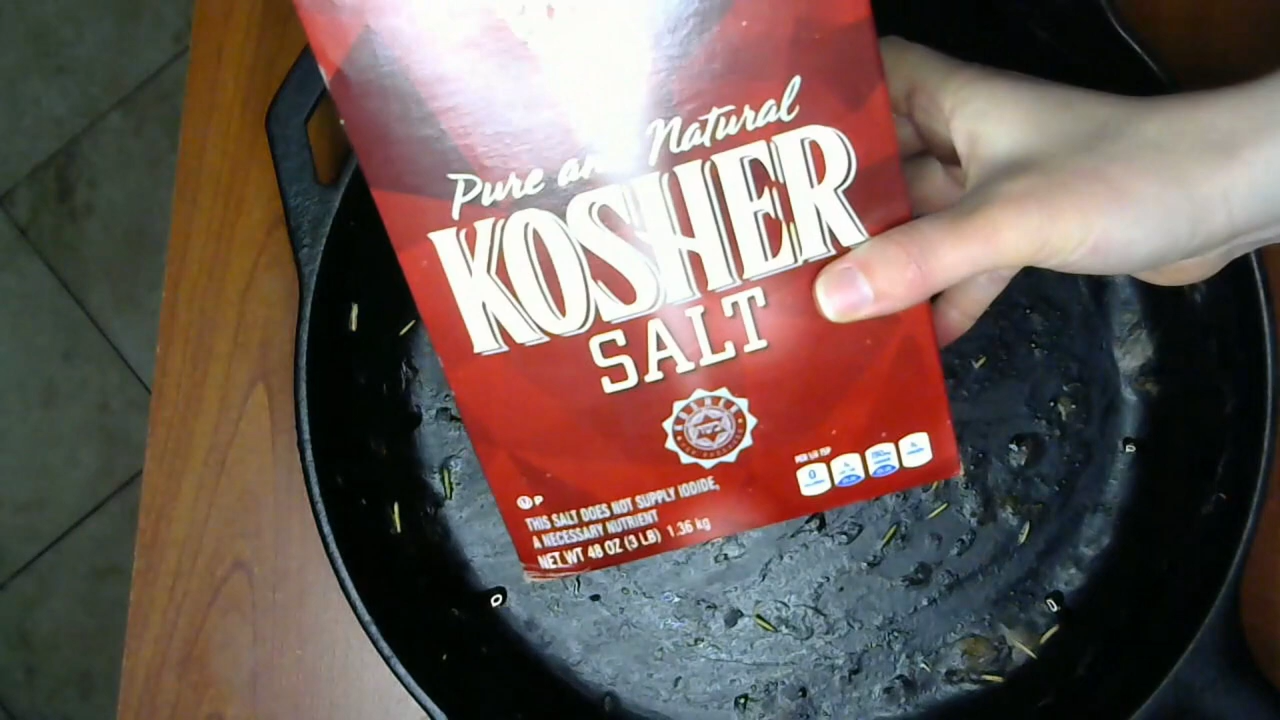 Pure and Natural
KOSHER
SALT
U P
THIS SALT DOES NOT SUPPLY IODIDE,
A NECESSARY NUTRIENT
NET WT 48 OZ (3 LB) 1.36 kg